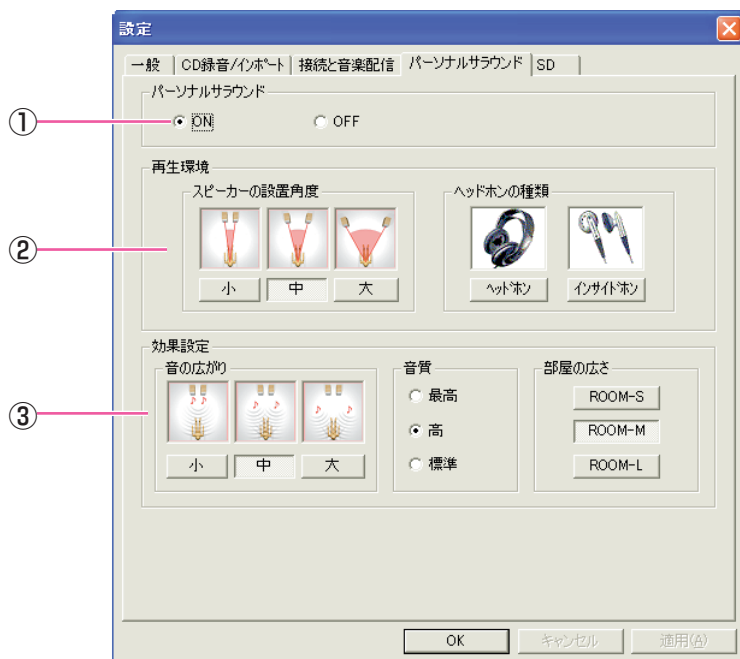 設定
一般 CD録音/インポート 接続と音楽配信 パーソナルサラウンド SD
パーソナルサラウンド
① ON OFF
再生環境
スピーカーの設置角度 ヘッドホンの種類
②
小 中 大 ヘッドホン インサイドホン
効果設定
音の広がり 音質 部屋の広さ
最高 ROOM-S
③
高 ROOM-M
小 中 大 標準 ROOM-L
OK キャンセル 適用(A)